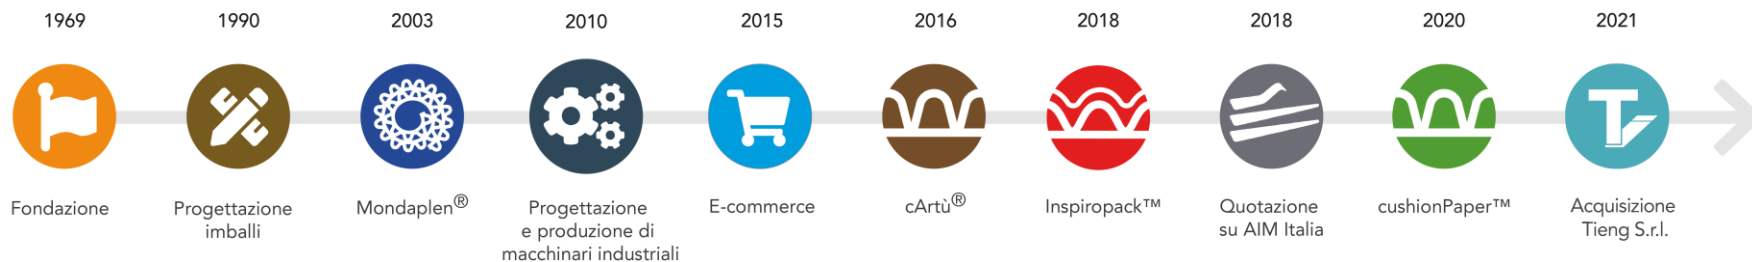 1969
1990
2003
2010
2015
2016
2018
2018
2020
2021
Fondazione
Progettazione
imballi
Mondaplen®
Progettazione
e produzione di
macchinari industriali
E-commerce
cArtù®
Inspiropack™
Quotazione
su AIM Italia
cushionPaper™
Acquisizione
Tieng S.r.l.